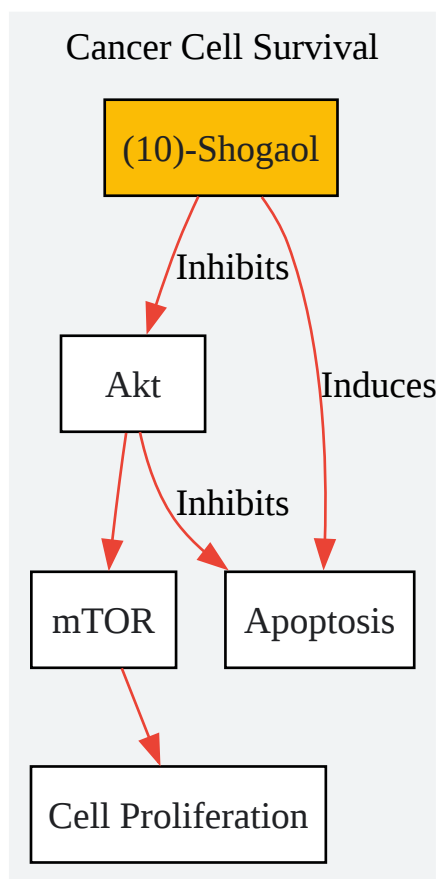 Cancer Cell Survival
(10)-Shogaol
Inhibits
Akt
Induces
Inhibits
mTOR
Apoptosis
Cell Proliferation